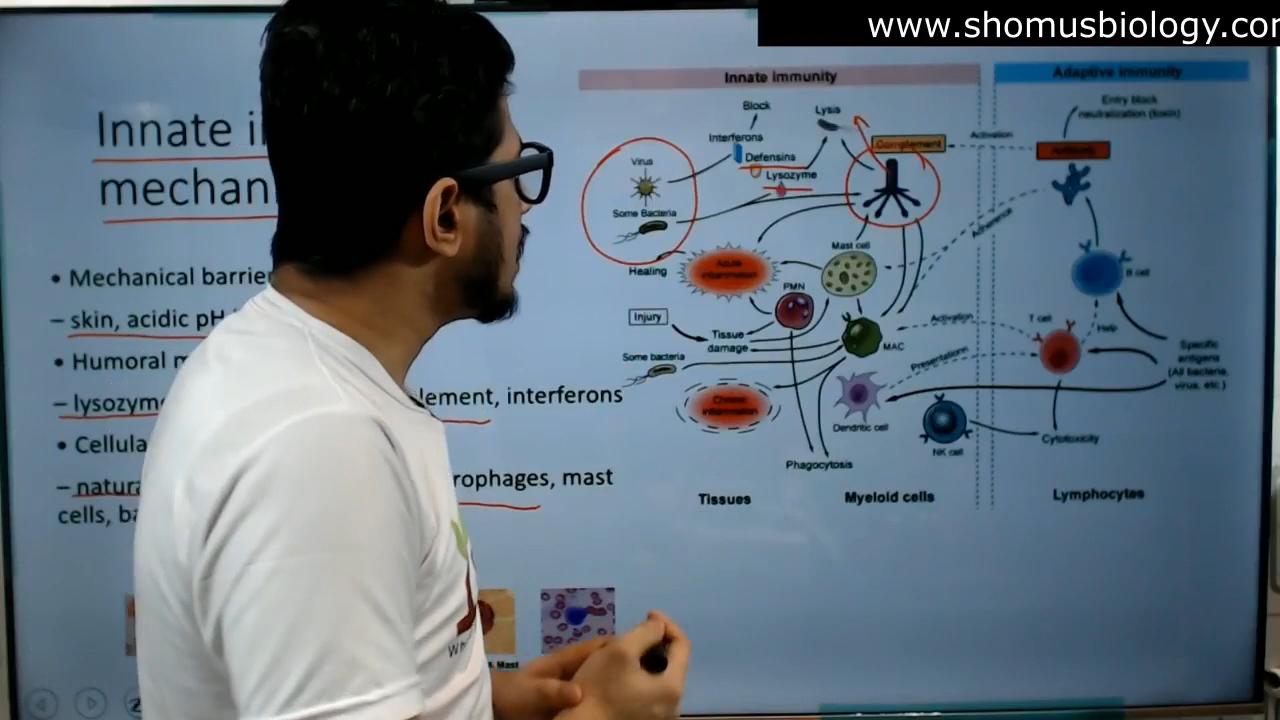 www.shomusbiology.co
Innate i
mechan
• Mechanical barrie
– skin, acidic pH
• Humoral m
– lysozyme
lement, interferons
• Cellula
– natura
rophages, mast
cells, ba
Mast
Innate immunity
Adaptive immunity
Block
Lysis
Entry block
neutralization (toxin)
Interferons
Complement
Activation
Antibody
Virus
Defensins
Lysozyme
Some Bacteria
Adherence
Mast cell
Healing
Acute
inflammation
B cell
PMN
Injury
Activation
T cell
Help
Tissue
damage
MAC
Some bacteria
Presentation
Specific
antigens
(All bacteria,
virus, etc.)
Chronic
inflammation
Dendritic cell
NK cell
Cytotoxicity
Phagocytosis
Tissues
Myeloid cells
Lymphocytes